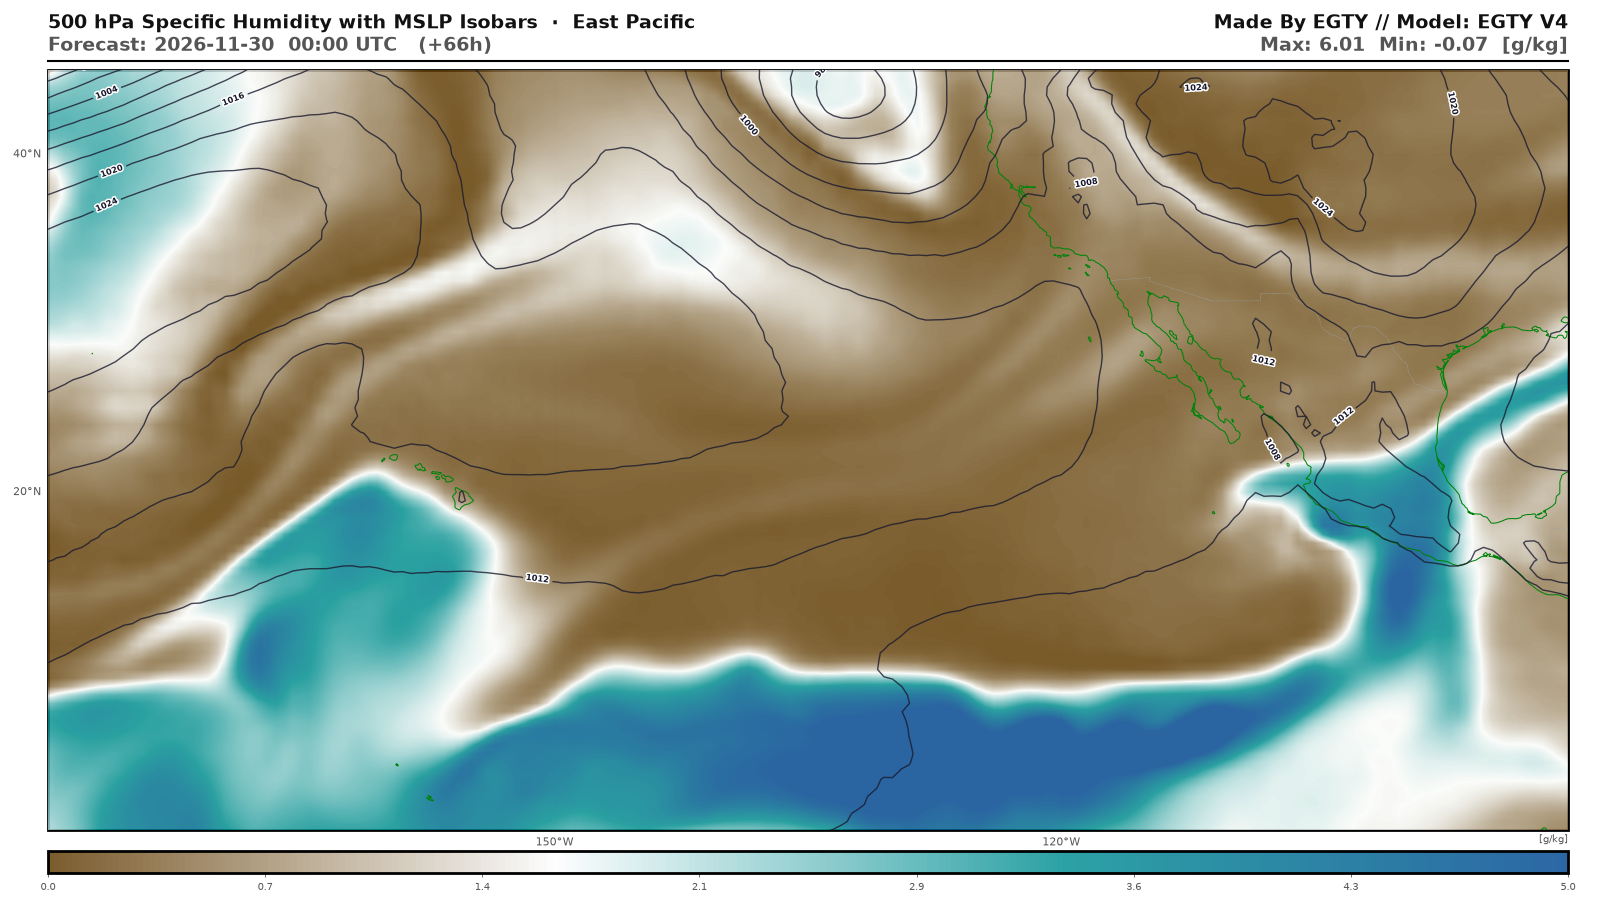 500 hPa Specific Humidity with MSLP Isobars · East Pacific
Made By EGTY // Model: EGTY V4
Forecast: 2026-11-30 00:00 UTC (+66h)
Max: 6.01 Min: -0.07 [g/kg]
1004
1016
1020
1024
1000
1008
1024
1020
1024
40°N
1012
1012
1008
20°N
1012
150°W
120°W
[g/kg]
0.0 0.7 1.4 2.1 2.9 3.6 4.3 5.0